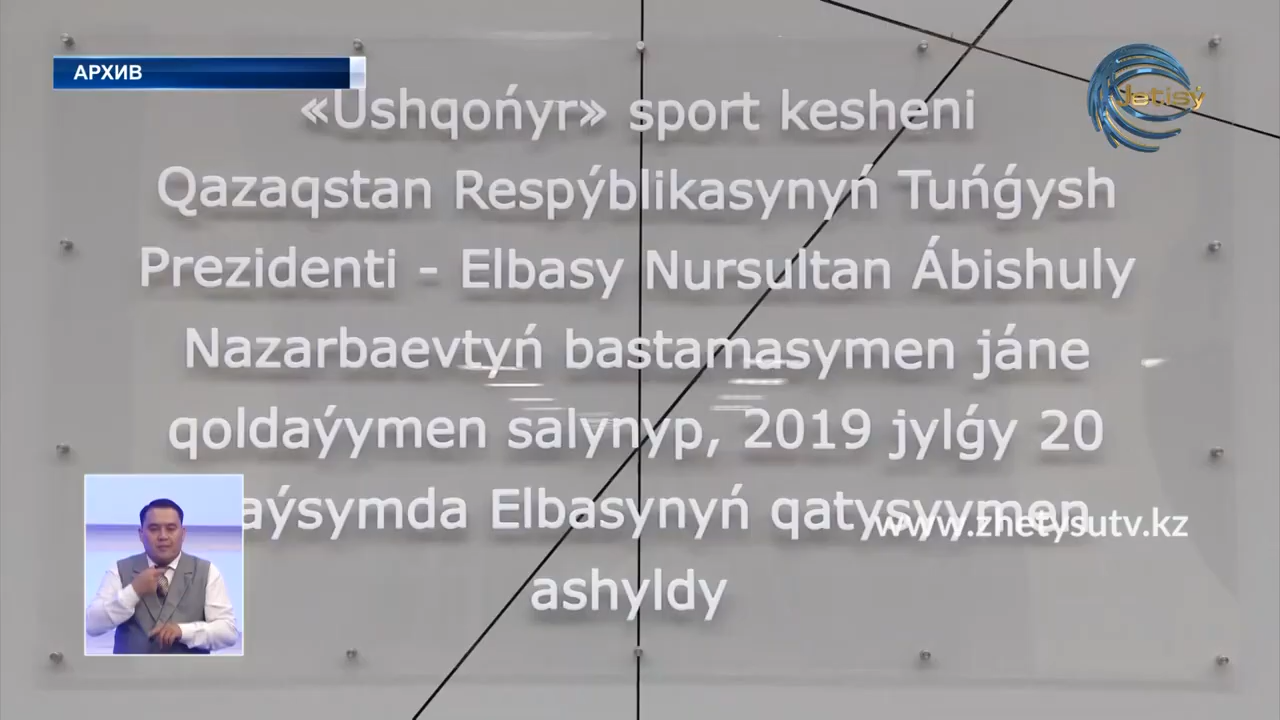 АРХИВ
Jetisý
«Ushqońyr» sport kesheni
Qazaqstan Respýblikasynyń Tuńǵysh
Prezidenti - Elbasy Nursultan Ábishuly
Nazarbaevtyń bastamasymen jáne
qoldaýymen salynyp, 2019 jylǵy 20
Elbasynyń
www.zhetysutv.kz
ashyldy